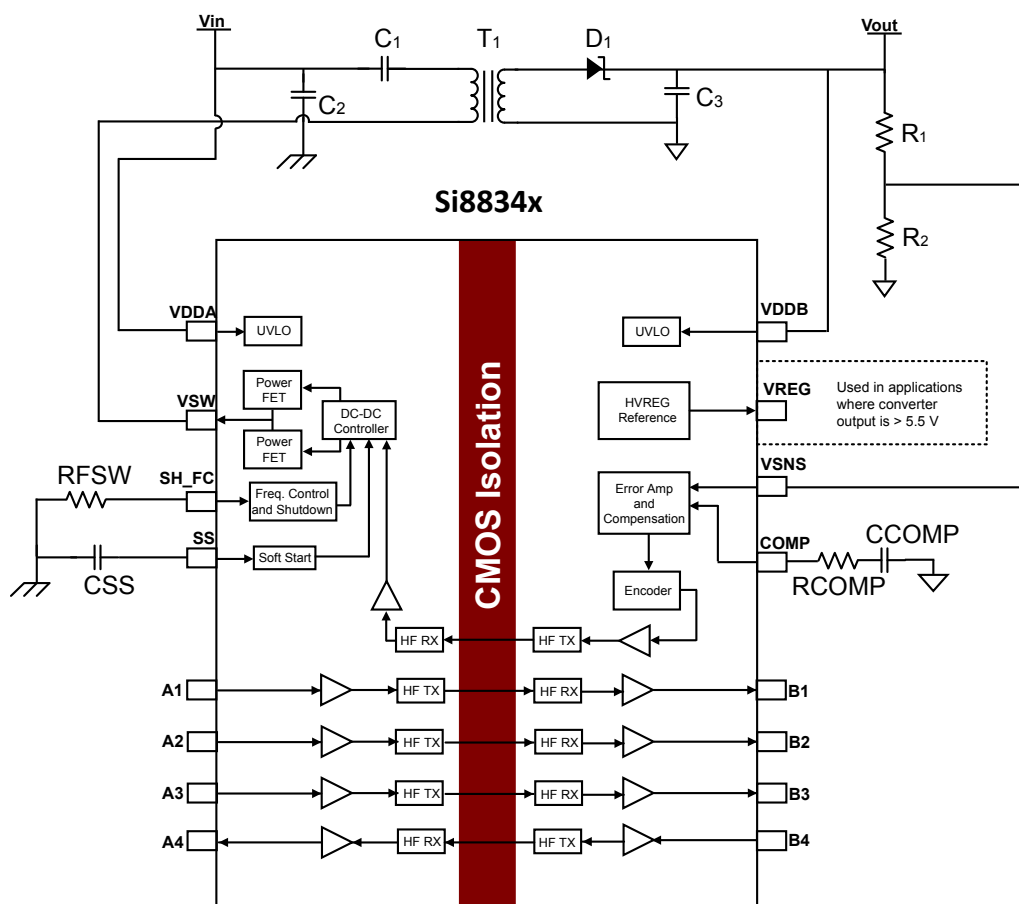 Vin
C1
T1
D1
Vout
C2
C3
R1
R2
Si8834x
CMOS Isolation
VDDA
UVLO
VSW
Power
FET
Power
FET
DC-DC
Controller
RFSW
SH_FC
Freq. Control
and Shutdown
SS
Soft Start
CSS
UVLO
VDDB
HVREG
Reference
VREG
Used in applications
where converter
output is > 5.5 V
VSNS
Error Amp
and
Compensation
COMP
CCOMP
RCOMP
Encoder
HF RX
HF TX
A1
HF TX
HF RX
B1
A2
HF TX
HF RX
B2
A3
HF TX
HF RX
B3
A4
HF RX
HF TX
B4